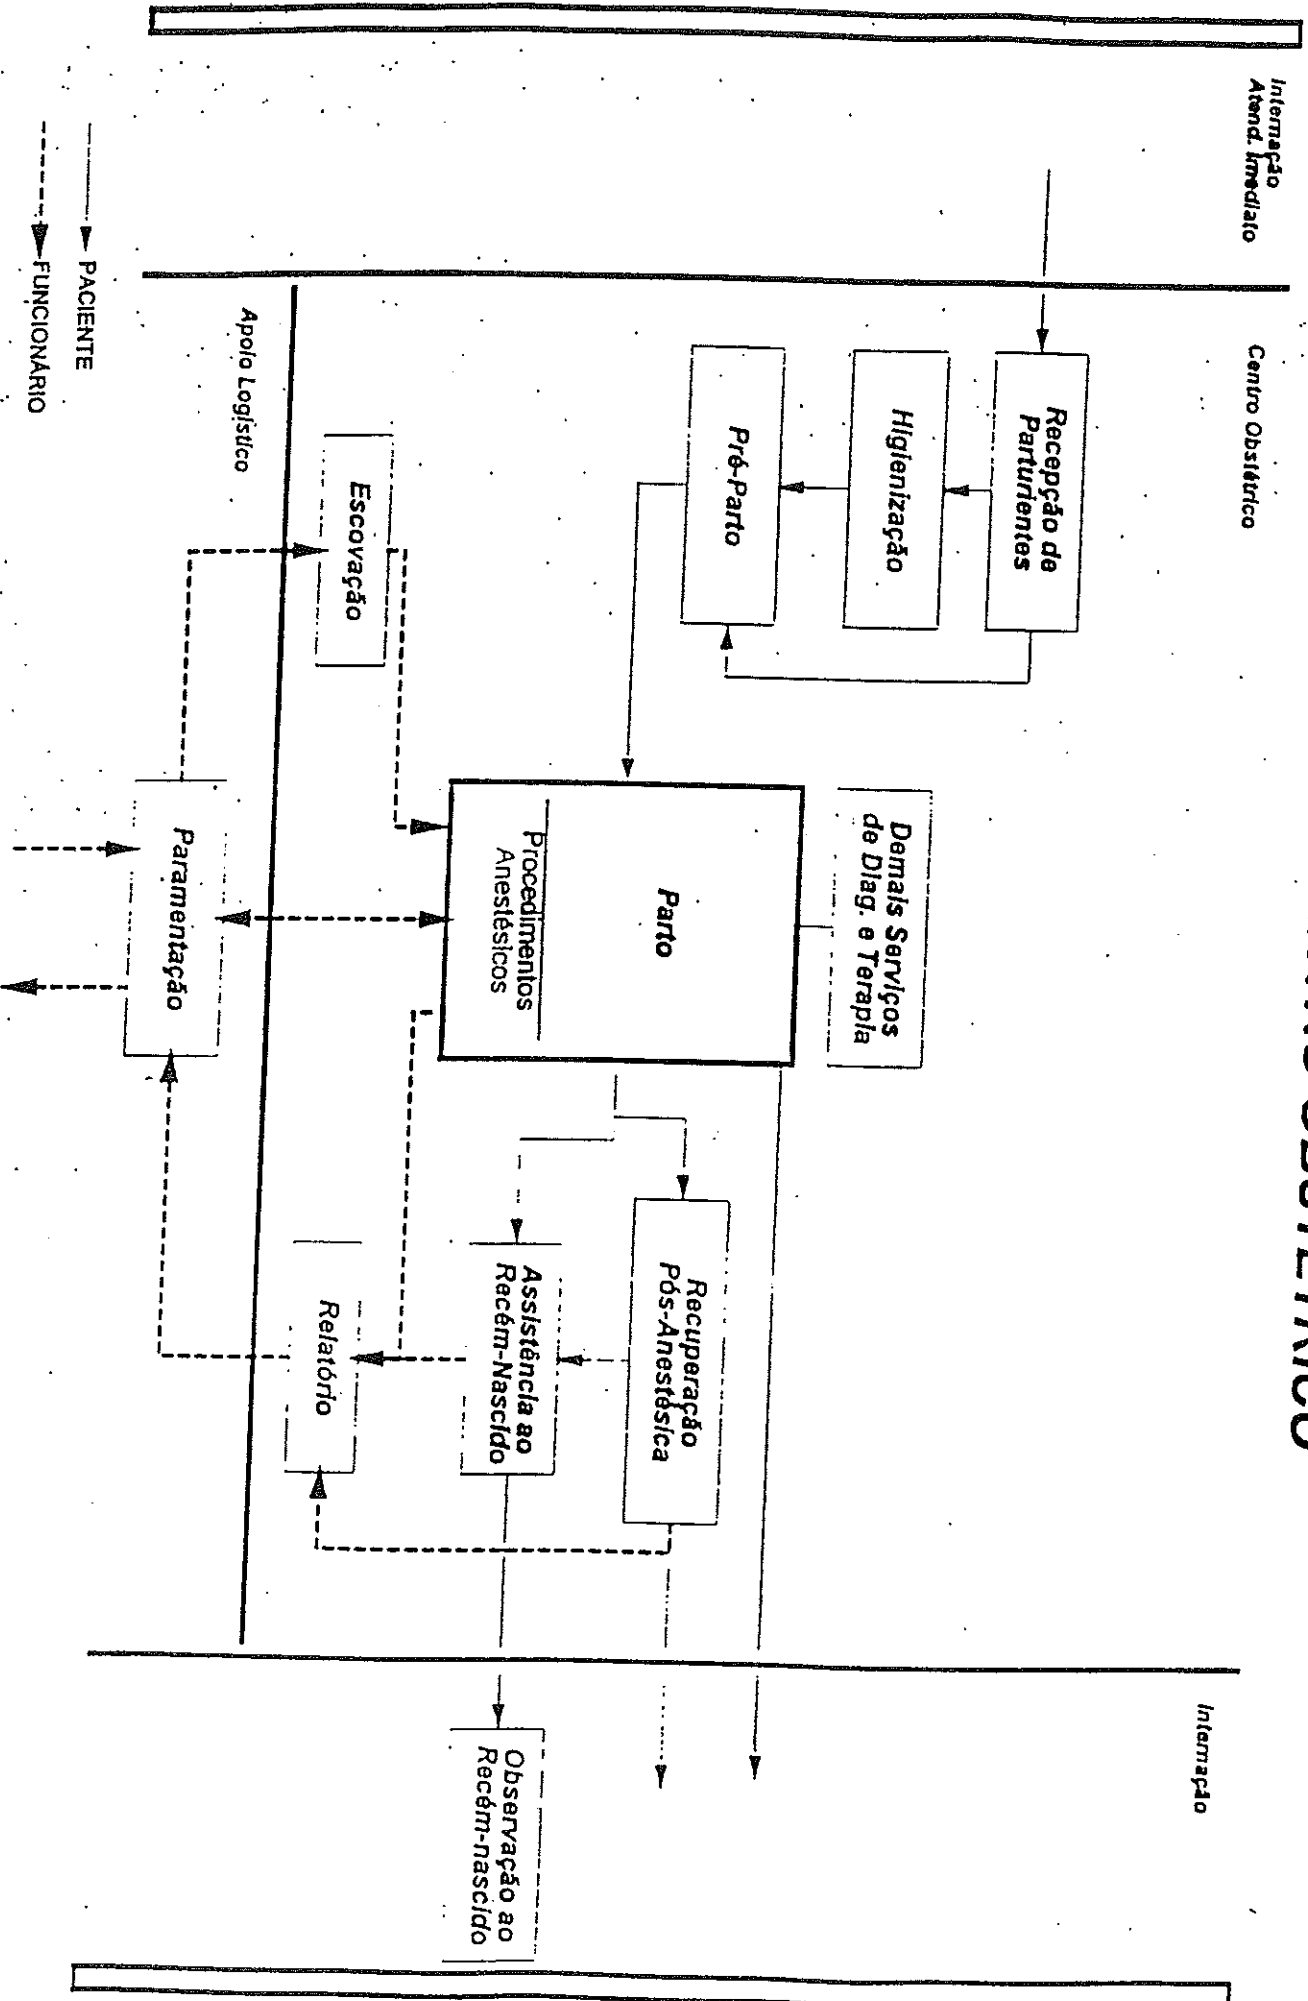 OBSTÉTRICO
Internação
Atend. Imediato
Centro Obstétrico
Internação
Recepção de
Parturientes
Higienização
Pré-Parto
Demais Serviços
de Diag. e Terapia
Parto
Procedimentos
Anestésicos
Recuperação
Pós-Anestésica
Assistência ao
Recém-Nascido
Observação ao
Recém-nascido
Escovação
Relatório
Apoio Logístico
Paramentação
PACIENTE
FUNCIONÁRIO